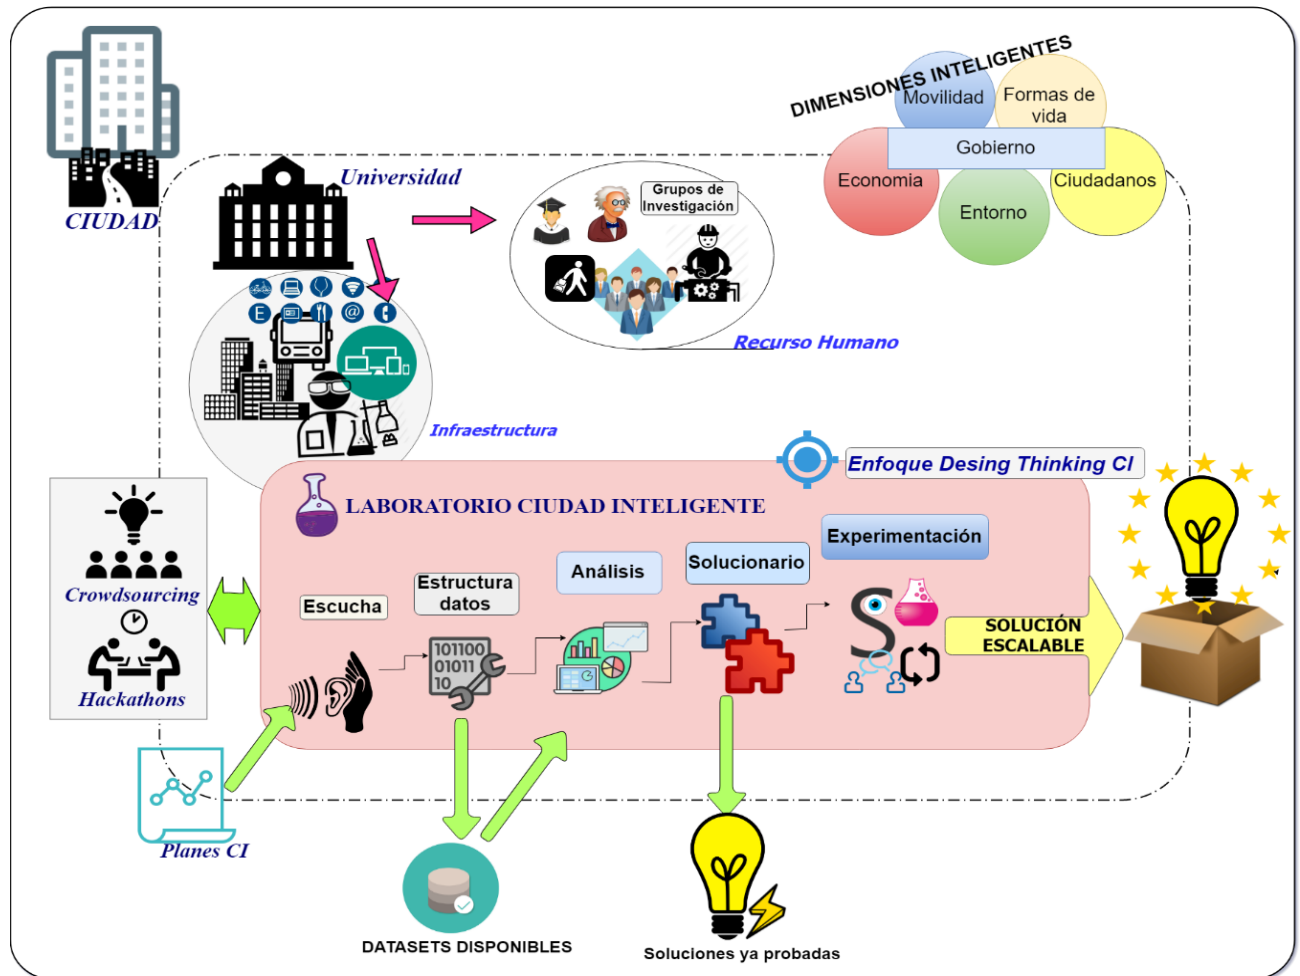 DIMENSIONES INTELIGENTES
Movilidad
Formas de
vida
Gobierno
Economia
Ciudadanos
Entorno
CIUDAD
Universidad
Grupos de
Investigación
Recurso Humano
E
@
Infraestructura
Enfoque Desing Thinking CI
LABORATORIO CIUDAD INTELIGENTE
Crowdsourcing
Hackathons
Escucha
Estructura
datos
101100
01011
10
Análisis
Solucionario
Experimentación
S
SOLUCIÓN
ESCALABLE
Planes CI
DATASETS DISPONIBLES
Soluciones ya probadas